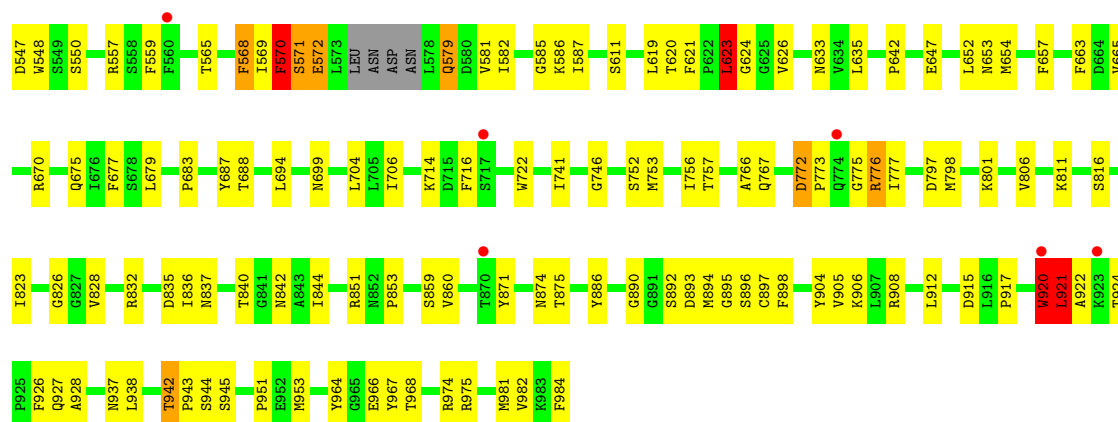 D547 W548 S549 S550 R557 S558 F559 F560 T565 F568 I569 F570 S571 E572 L573 LEU ASN ASP ASN L578 Q579 D580 V581 I582 G585 K586 I587 S611 L619 T620 F621 P622 L623 G624 G625 V626 N633 V634 L635 P642 E647 L652 N653 M654 F657 F663 D664 V665
R670 Q675 I676 F677 S678 L679 P683 Y687 T688 L694 N699 L704 L705 I706 K714 D715 F716 S717 W722 I741 G746 S752 M753 I756 T757 A766 Q767 D772 P773 Q774 G775 R776 I777 D797 M798 K801 V806 K811 S816
I823 G826 G827 V828 R832 D835 I836 N837 T840 G841 N842 A843 I844 R851 N852 P853 S859 V860 T870 Y871 N874 T875 Y886 G890 G891 S892 D893 M894 G895 S896 C897 F898 Y904 Y905 K906 L907 R908 L912 D915 L916 P917 W920 L921 A922 K923 T924
P925 F926 Q927 A928 N937 L938 T942 P943 S944 S945 P951 E952 M953 Y964 G965 E966 Y967 T968 R974 R975 M981 V982 K983 F984